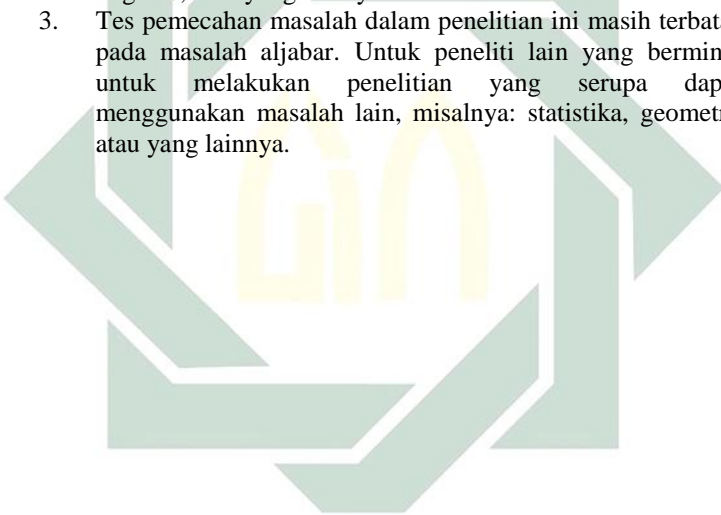 3. Tes pemecahan masalah dalam penelitian ini masih terbat
pada masalah aljabar. Untuk peneliti lain yang bermin
untuk melakukan penelitian yang serupa dap
menggunakan masalah lain, misalnya: statistika, geomet
atau yang lainnya.